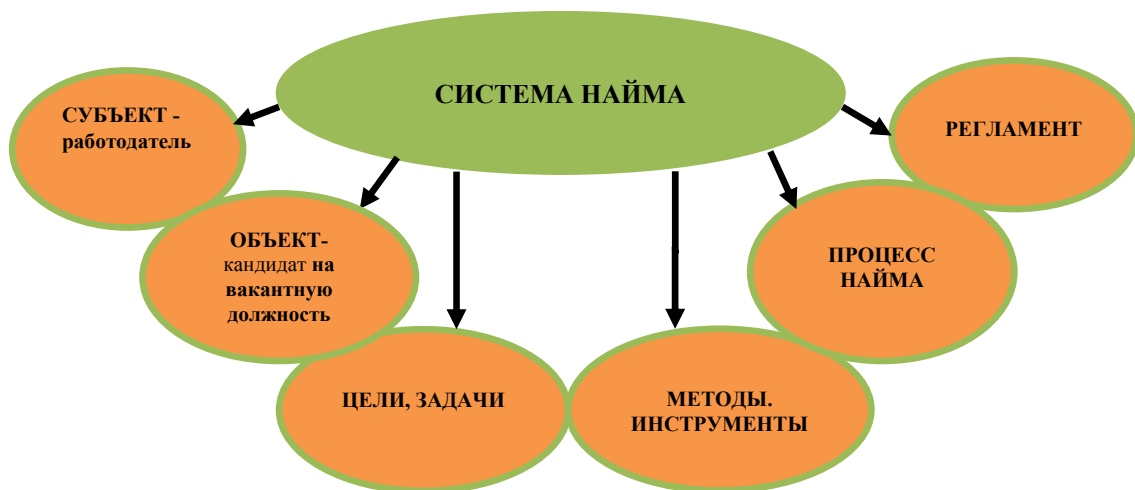 СИСТЕМА НАЙМА
СУБЪЕКТ -
работодатель
ОБЪЕКТ-
кандидат на
вакантную
должность
ЦЕЛИ, ЗАДАЧИ
МЕТОДЫ.
ИНСТРУМЕНТЫ
ПРОЦЕСС
НАЙМА
РЕГЛАМЕНТ